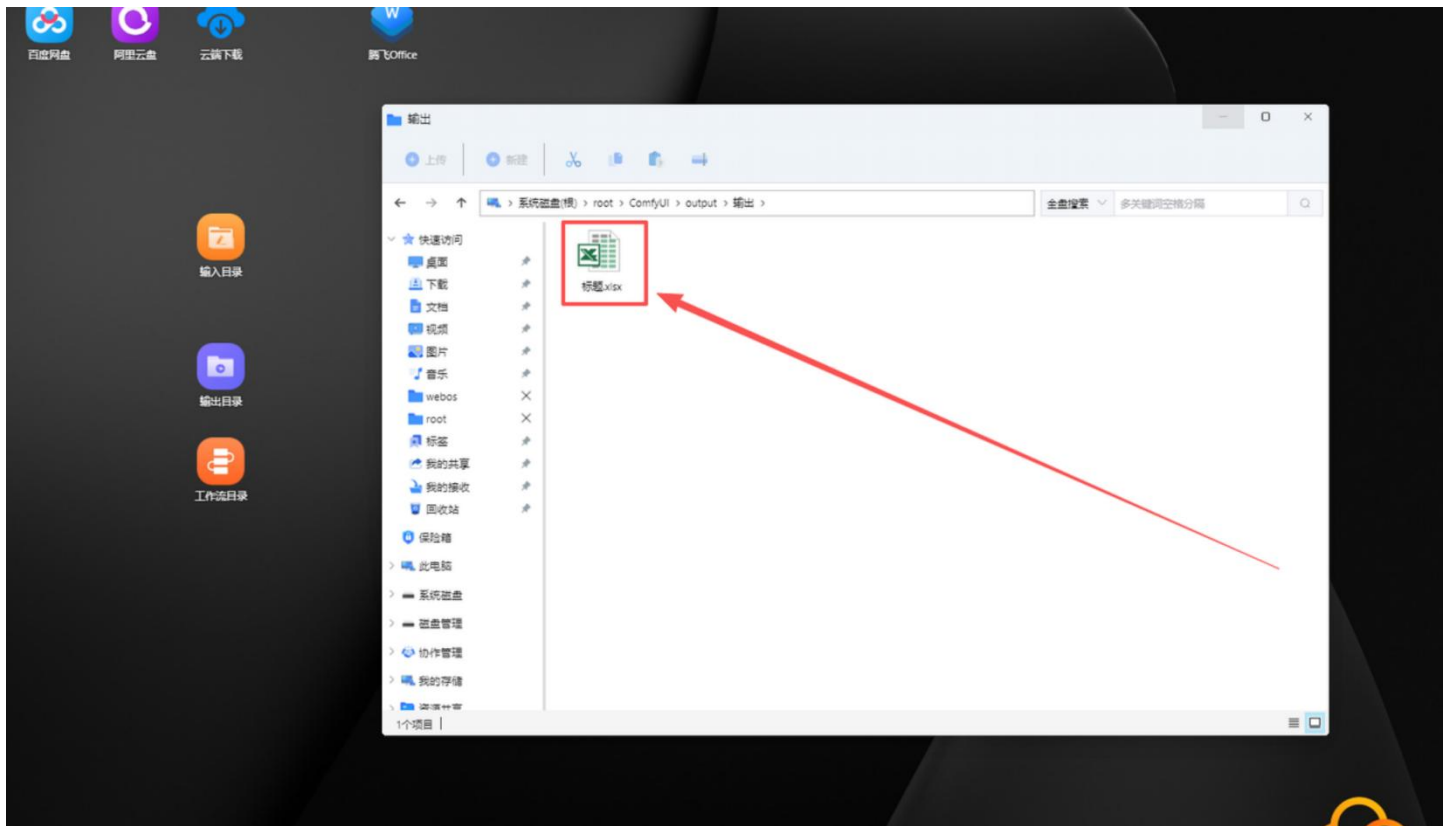 百度网盘
阿里云盘
云端下载
W
腾飞Office
输入目录
输出目录
工作流目录
输出
上传
新建
系统磁盘(根) > root > ComfyUI > output > 输出 >
全盘搜索
多关键词空格分隔
快速访问
桌面
下载
文档
视频
图片
音乐
webos
root
标签
我的共享
我的接收
回收站
保险箱
此电脑
系统磁盘
磁盘管理
协作管理
我的存储
资源共享
标题.xlsx
1个项目